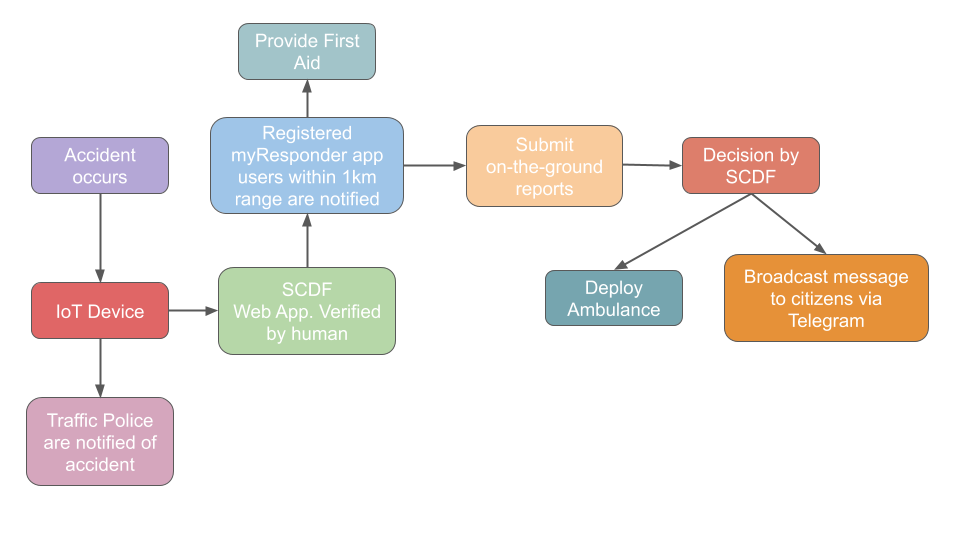 Provide First
Aid
Registered
myResponder app
users within 1km
range are notified
Submit
on-the-ground
reports
Decision by
SCDF
Accident
occurs
IoT Device
SCDF
Web App. Verified
by human
Deploy
Ambulance
Broadcast message
to citizens via
Telegram
Traffic Police
are notified of
accident